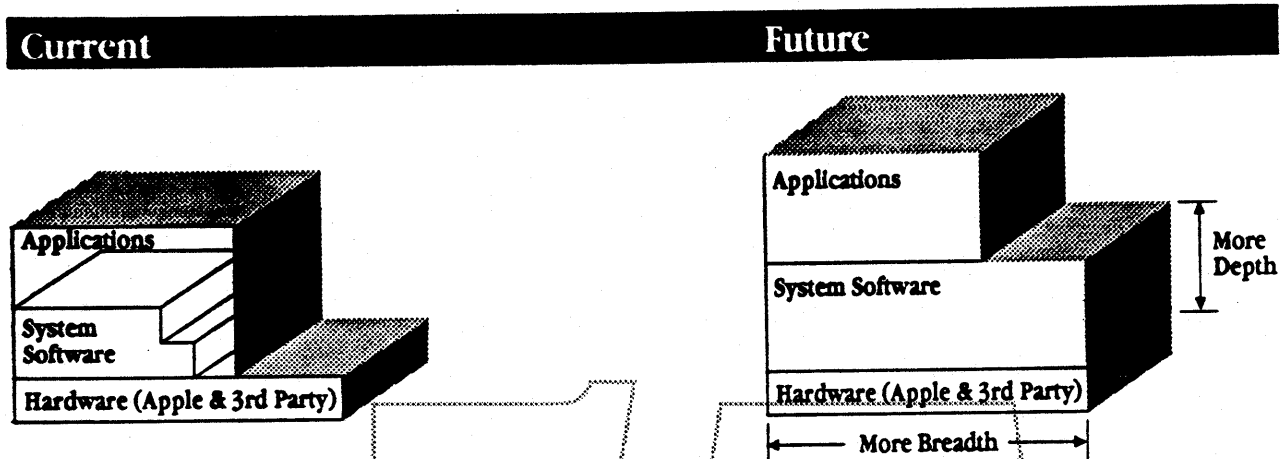 Current
Future
Applications
System
Software
Hardware (Apple & 3rd Party)
Applications
System Software
Hardware (Apple & 3rd Party)
More
Depth
More Breadth